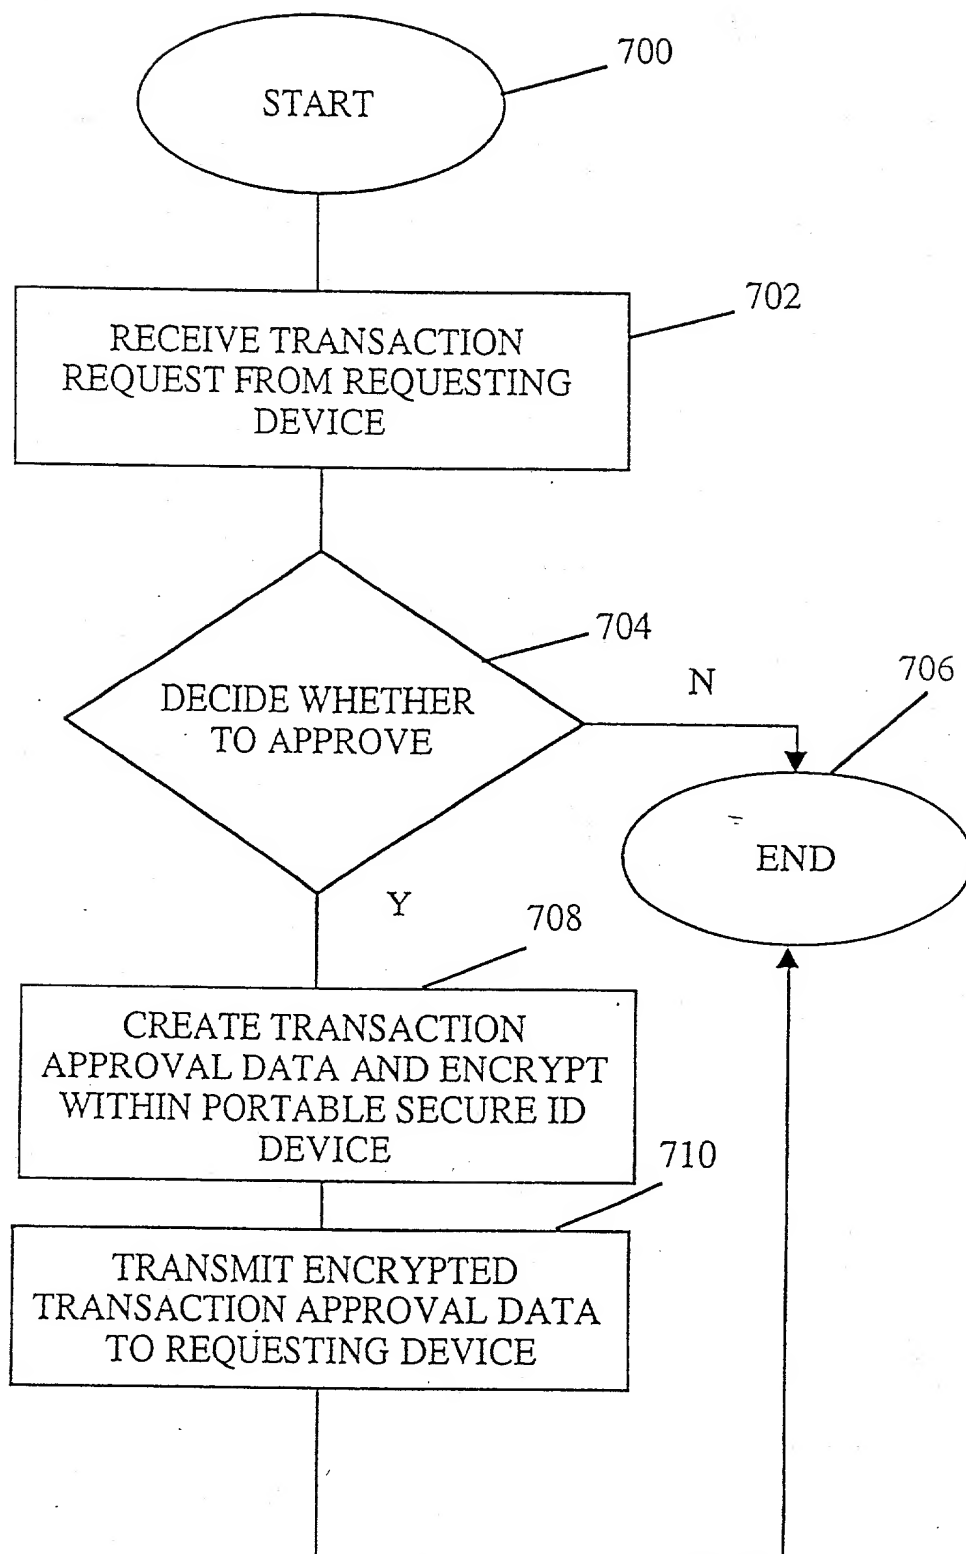 700
START
702
RECEIVE TRANSACTION
REQUEST FROM REQUESTING
DEVICE
704
DECIDE WHETHER
TO APPROVE
N
706
END
Y
708
CREATE TRANSACTION
APPROVAL DATA AND ENCRYPT
WITHIN PORTABLE SECURE ID
DEVICE
710
TRANSMIT ENCRYPTED
TRANSACTION APPROVAL DATA
TO REQUESTING DEVICE